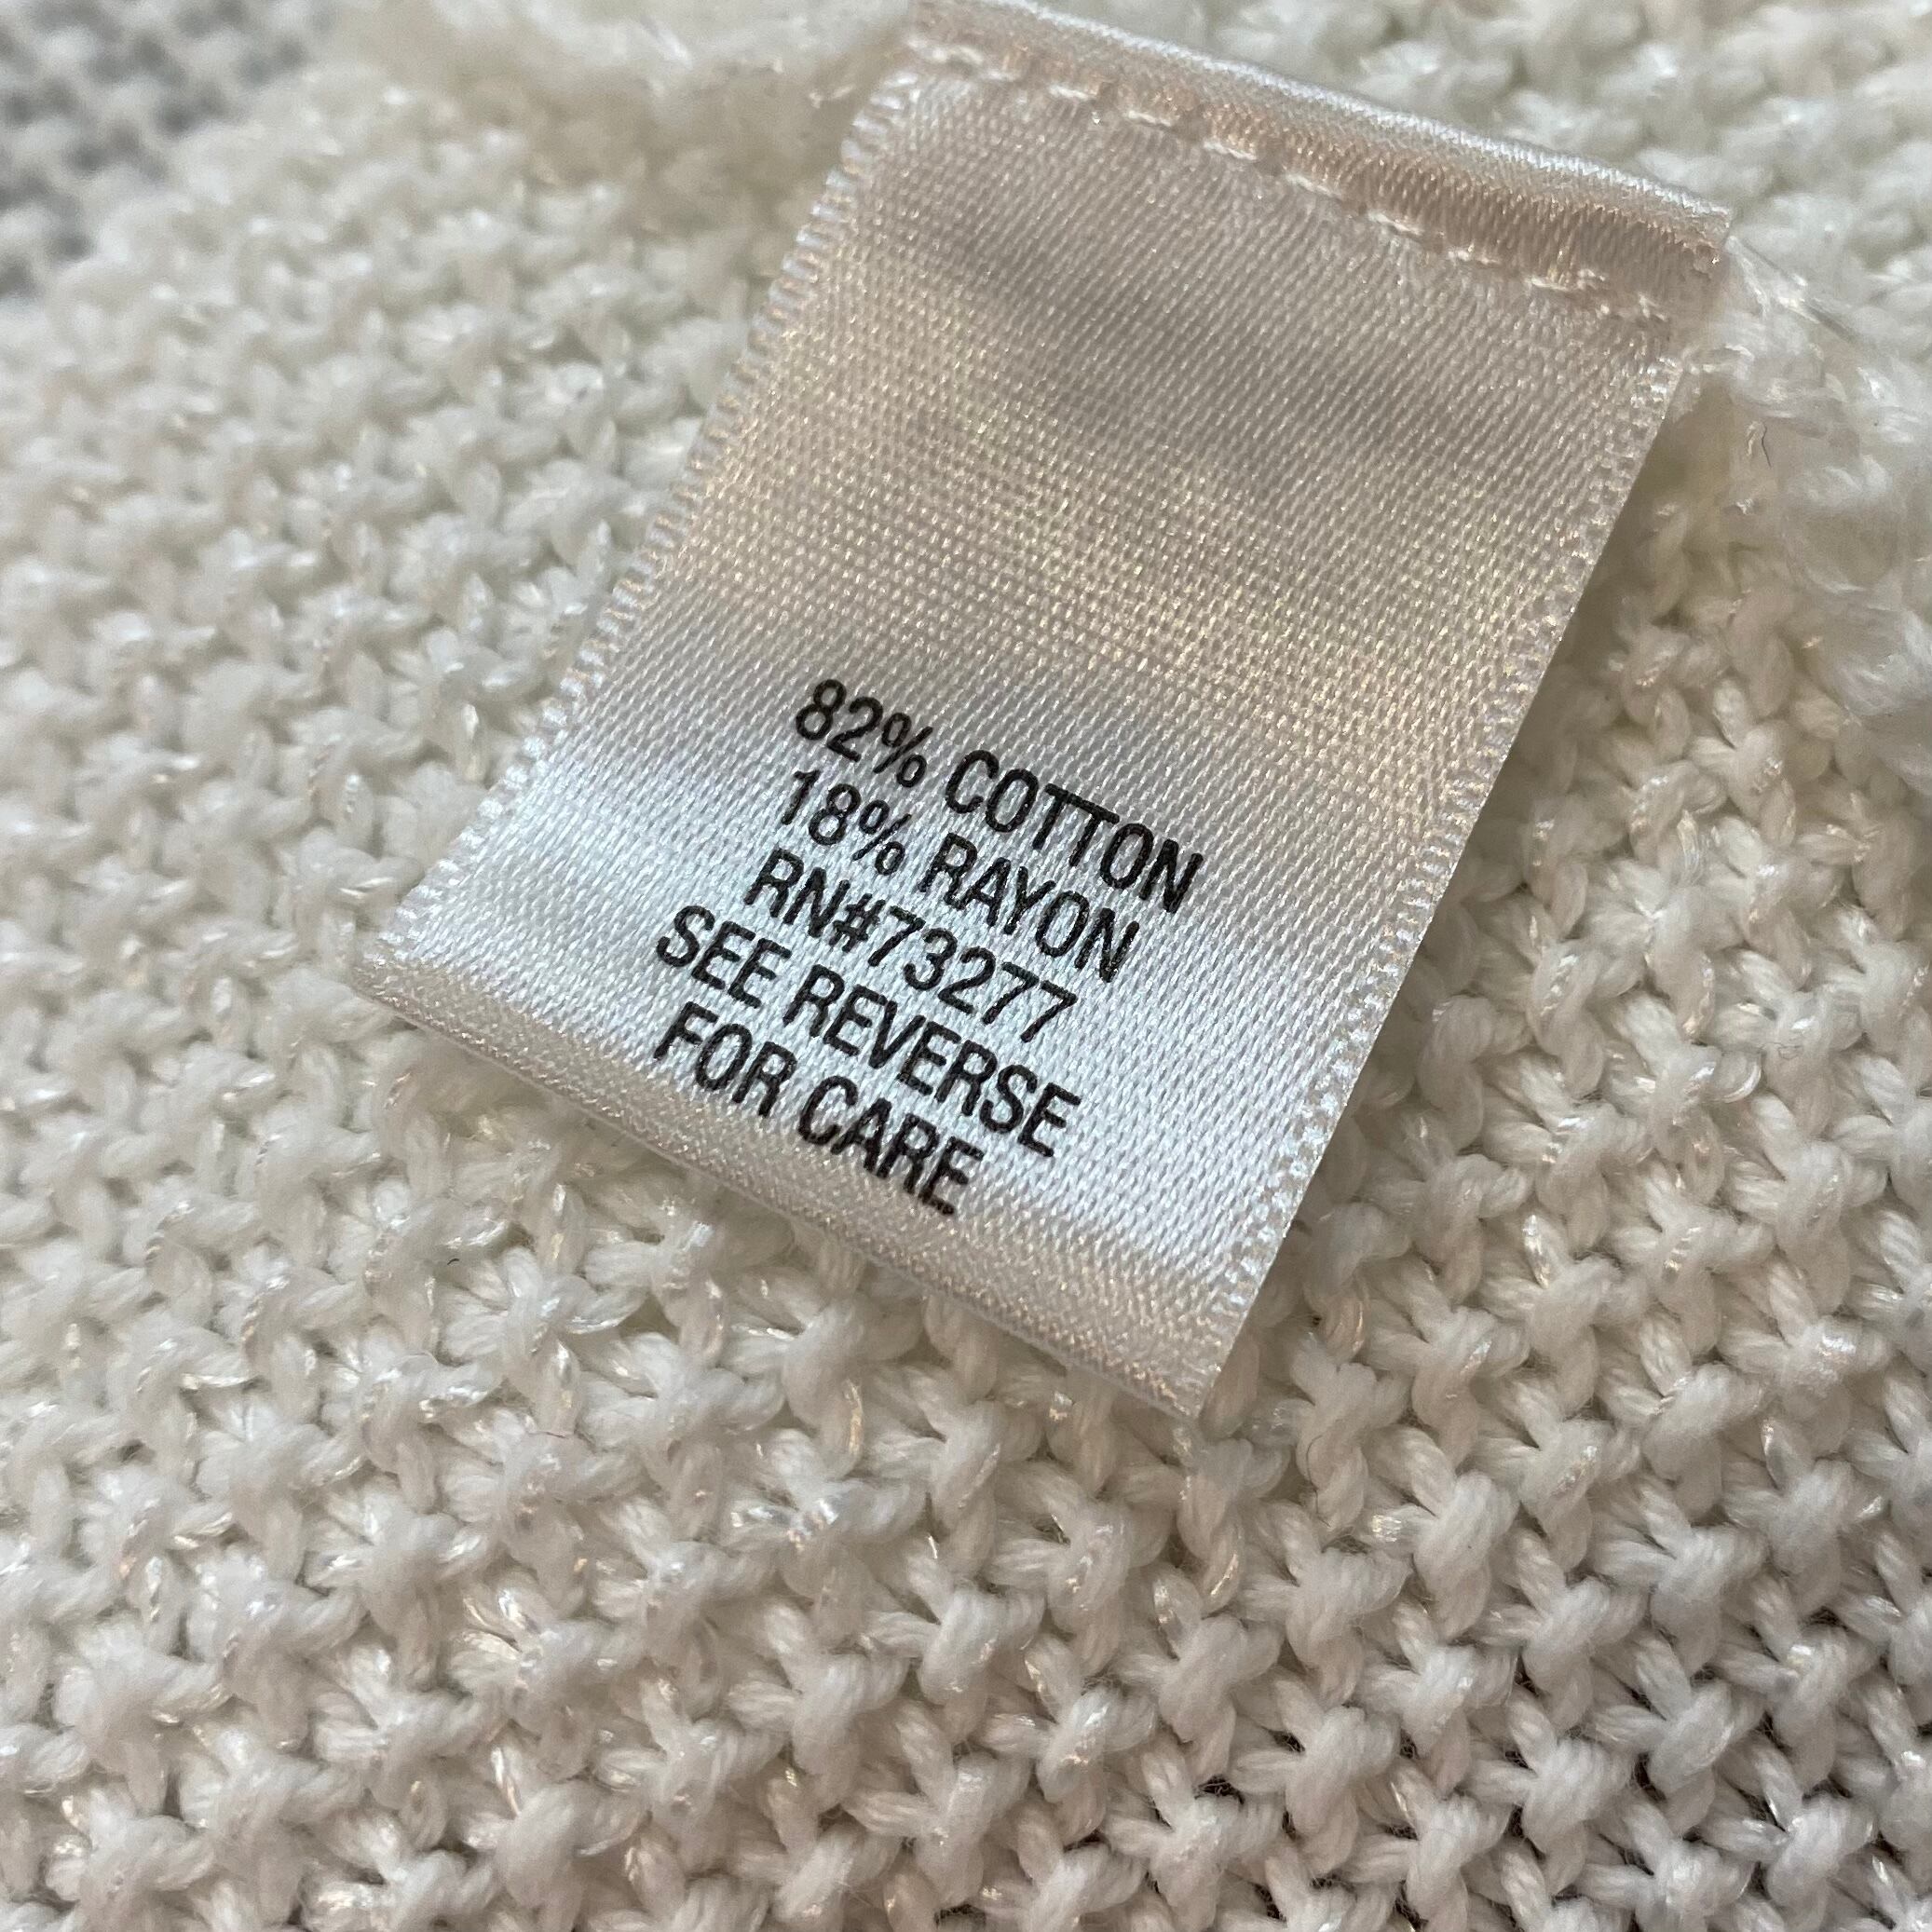 82% COTTON
18% RAYON
RN#73277
SEE REVERSE
FOR CARE